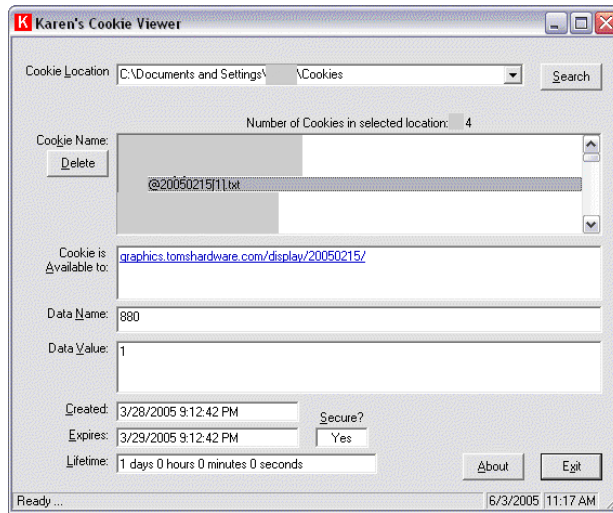 K Karen's Cookie Viewer
Cookie Location C:\Documents and Settings\ \Cookies Search
Number of Cookies in selected location: 4
Cookie Name:
Delete
@20050215[1].txt
Cookie is Available to: graphics.tomshardware.com/display/20050215/
Data Name: 880
Data Value: 1
Created: 3/28/2005 9:12:42 PM Secure?
Expires: 3/29/2005 9:12:42 PM Yes
Lifetime: 1 days 0 hours 0 minutes 0 seconds About Exit
Ready ... 6/3/2005 11:17 AM